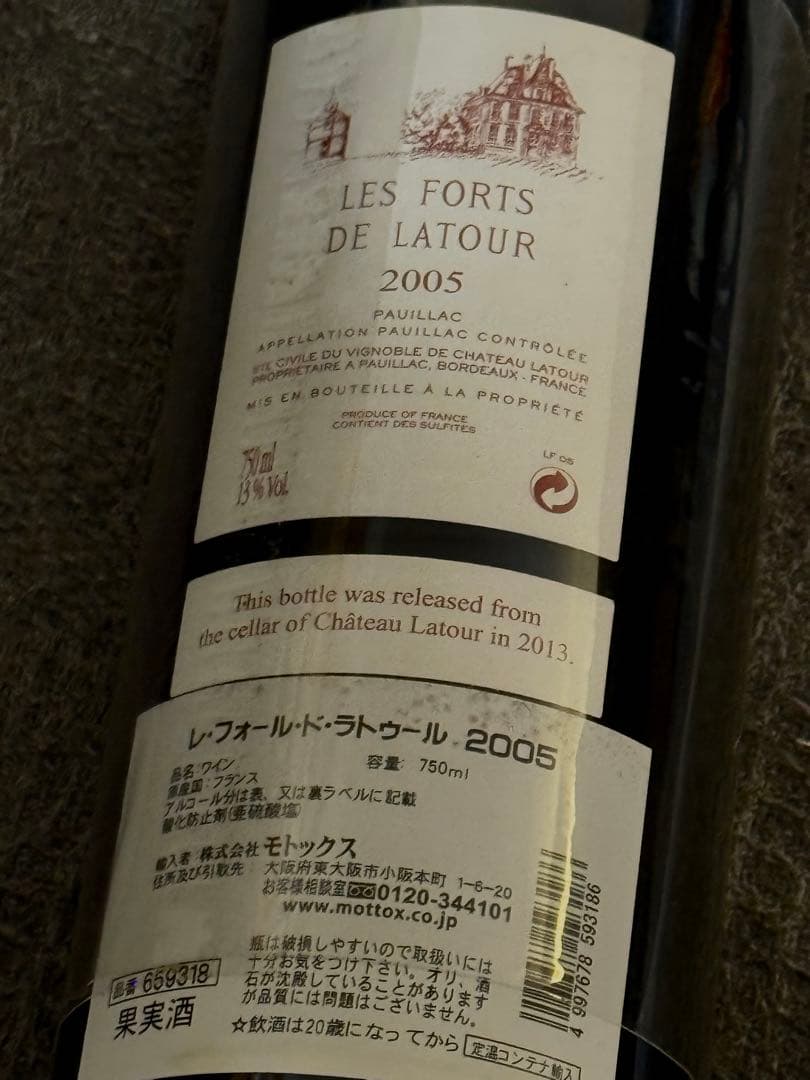 LES FORTS
DE LATOUR
2005
PAUILLAC
APPELLATION PAUILLAC CONTRÔLÉE
STE CIVILE DU VIGNOBLE DE CHATEAU LATOUR
PROPRIÉTAIRE A PAUILLAC, BORDEAUX - FRANCE
MIS EN BOUTEILLE À LA PROPRIÉTÉ
PRODUCE OF FRANCE
CONTIENT DES SULFITES
750 ml
13 % Vol.
LF 05
This bottle was released from
the cellar of Château Latour in 2013.
レ・フォール・ド・ラトゥール 2005
品名:ワイン
容量: 750ml
原産国:フランス
アルコール分は表、又は裏ラベルに記載
酸化防止剤(亜硫酸塩)
輸入者:株式会社モトックス
住所及び引取先 大阪府東大阪市小阪本町 1-6-20
お客様相談室 0120-344101
www.mottox.co.jp
瓶は破損しやすいので取扱いには
十分お気をつけ下さい。オリ、酒
石が沈殿していることがあります
が品質には問題はございません。
品番 659318
果実酒
☆飲酒は20歳になってから
定温コンテナ輸入
4 997678 593186